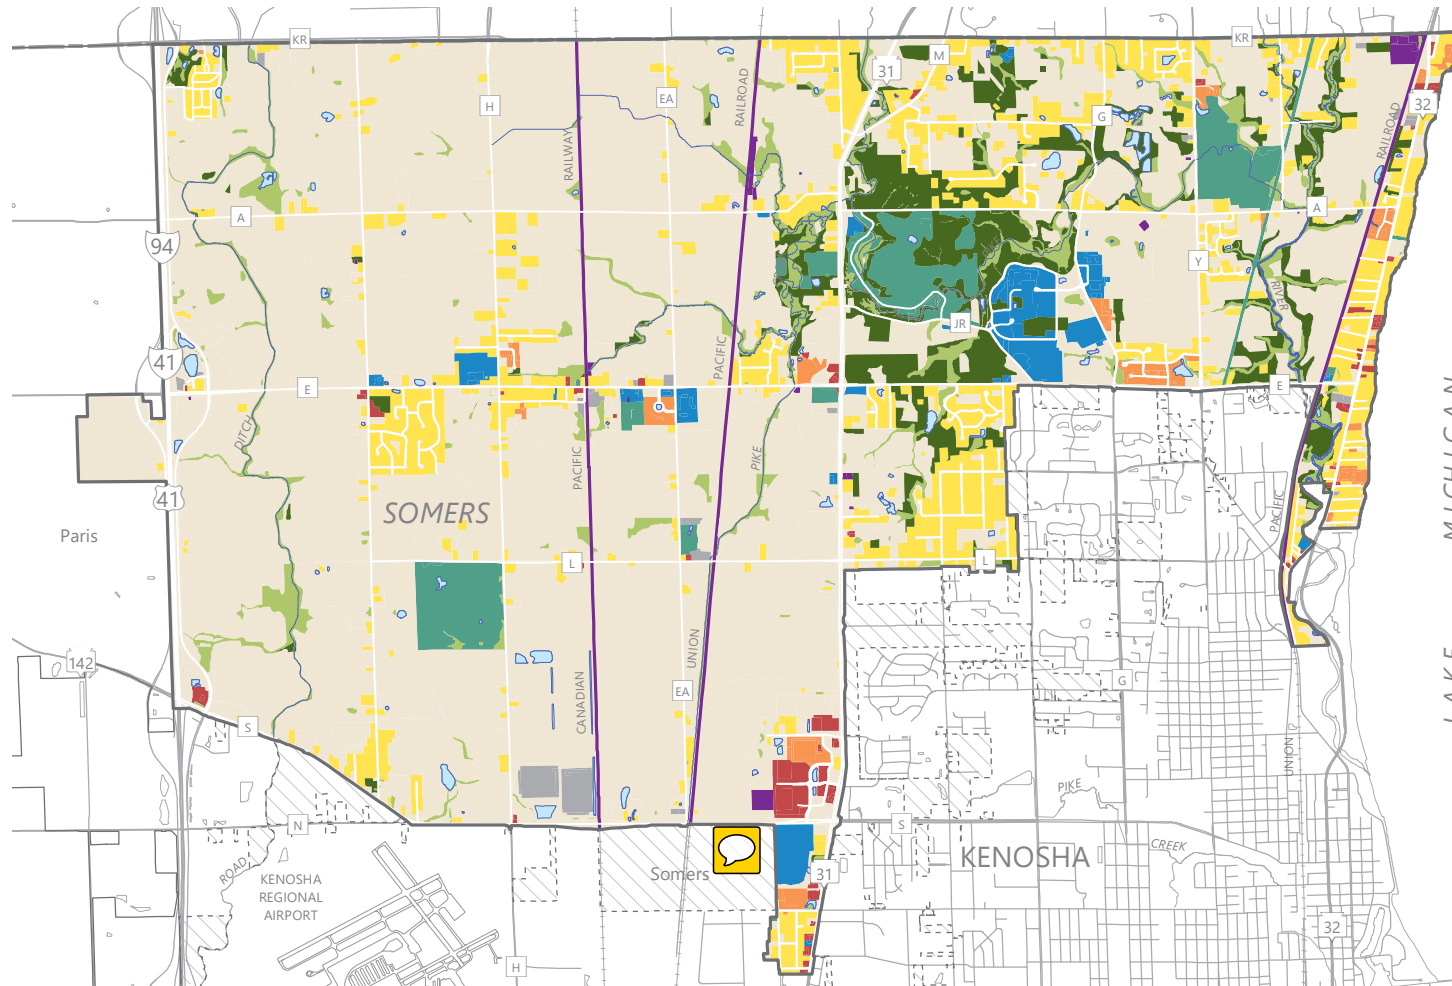 KR
KR
31
M
RAILROAD
EA
H
32
G
RAILROAD
RAILWAY
A
A
94
Y
RIVER
JR
41
PACIFIC
E
E
DITCH
PIKE
PACIFIC
41
PACIFIC
SOMERS
LAKE MICHIGAN
Paris
L
L
UNION
142
G
EA
CANADIAN
S
UNION
PIKE
N
S
CREEK
KENOSHA
ROAD
Somers
31
KENOSHA
REGIONAL
AIRPORT
32
H